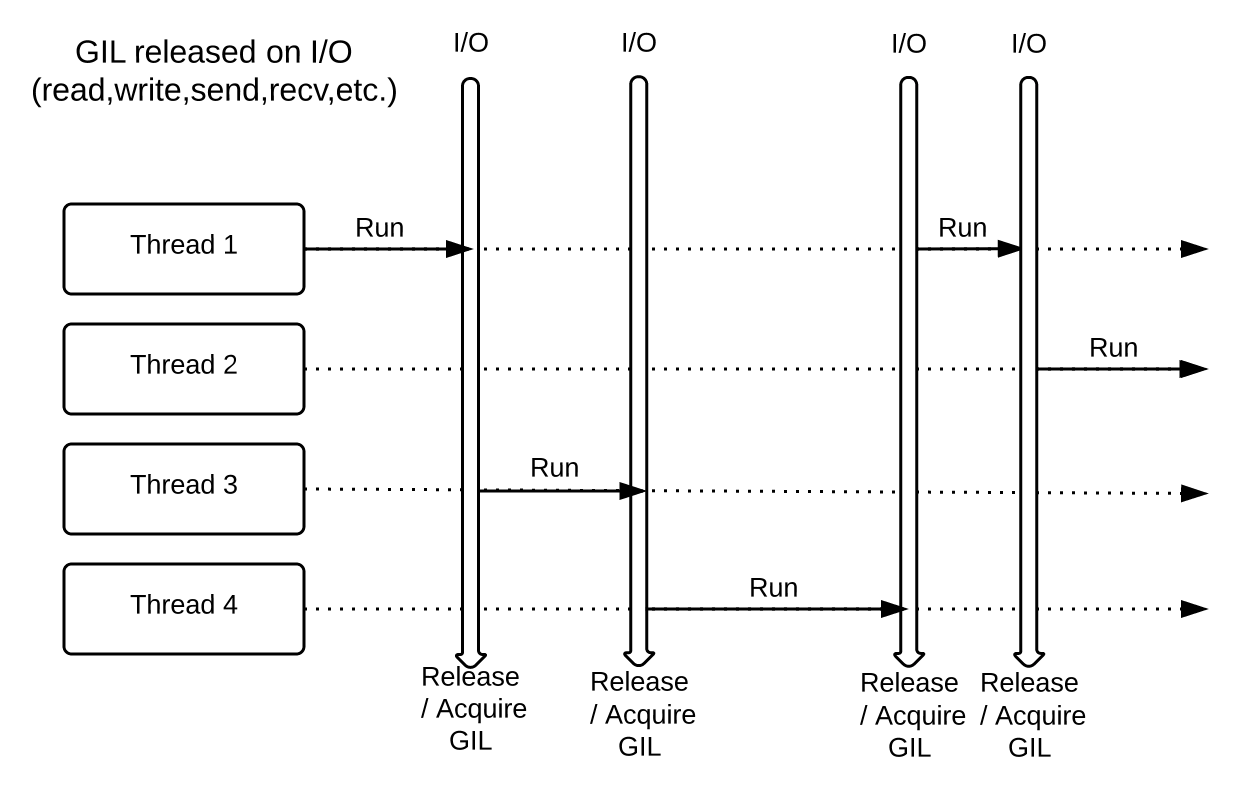 GIL released on I/O
(read,write,send,recv,etc.)
I/O
I/O
I/O
I/O
Thread 1
Run
Run
Thread 2
Run
Thread 3
Run
Thread 4
Run
Release
/ Acquire
GIL
Release
/ Acquire
GIL
Release
/ Acquire
GIL
Release
/ Acquire
GIL